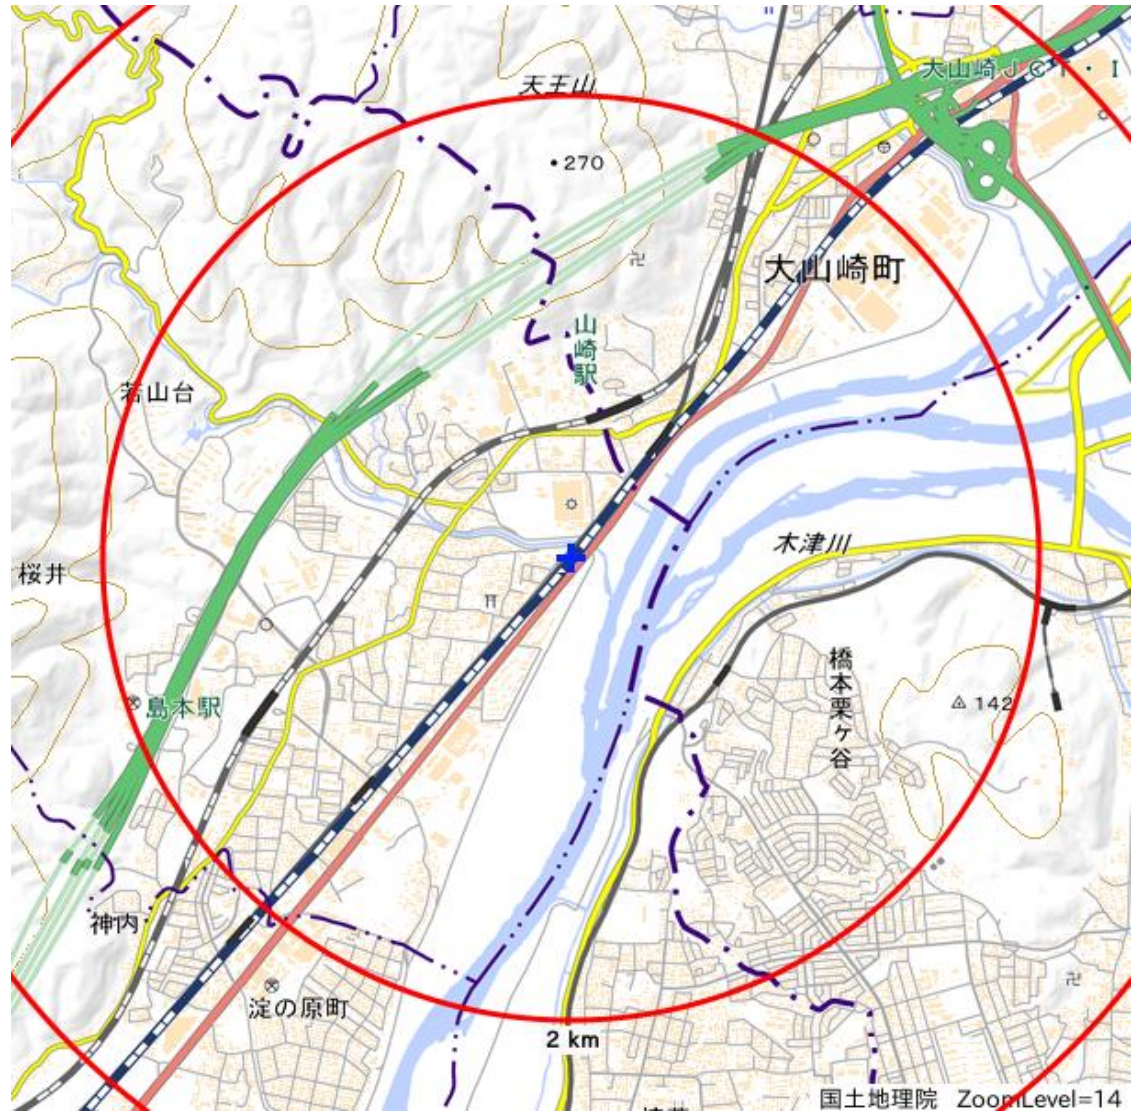 天王山
大山崎JCT・I
270
大山崎町
山崎駅
若山台
木津川
桜井
橋本栗ヶ谷
島本駅
142
神内
淀の原町
2 km
国土地理院 ZoomLevel=14